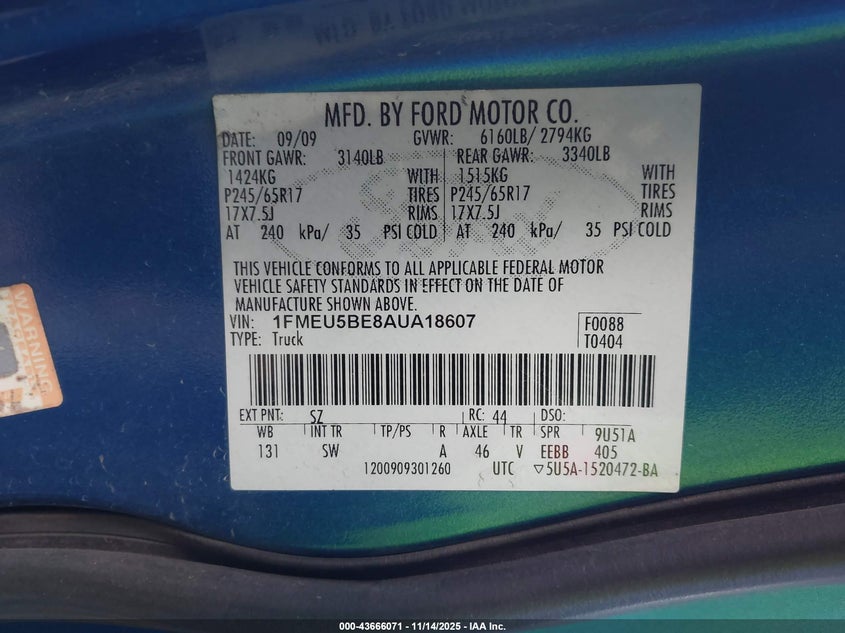 MFD. BY FORD MOTOR CO.
DATE: 09/09 GVWR: 6160LB/ 2794KG
FRONT GAWR: 3140LB REAR GAWR: 3340LB
1424KG WITH 1515KG WITH
P245/65R17 TIRES P245/65R17 TIRES
17X7.5J RIMS 17X7.5J RIMS
AT 240 kPa/ 35 PSI COLD AT 240 kPa/ 35 PSI COLD
THIS VEHICLE CONFORMS TO ALL APPLICABLE FEDERAL MOTOR
VEHICLE SAFETY STANDARDS IN EFFECT ON THE DATE OF
MANUFACTURE SHOWN ABOVE.
VIN: 1FMEU5BE8AUA18607 F0088
TYPE: Truck T0404
EXT PNT: SZ RC: 44 DSO:
WB INT TR TP/PS R AXLE TR SPR 9U51A
131 SW A 46 V EEBB 405
1200909301260 UTC ▽5U5A-1520472-BA
WARNING
000-43666071 - 11/14/2025 - IAA Inc.